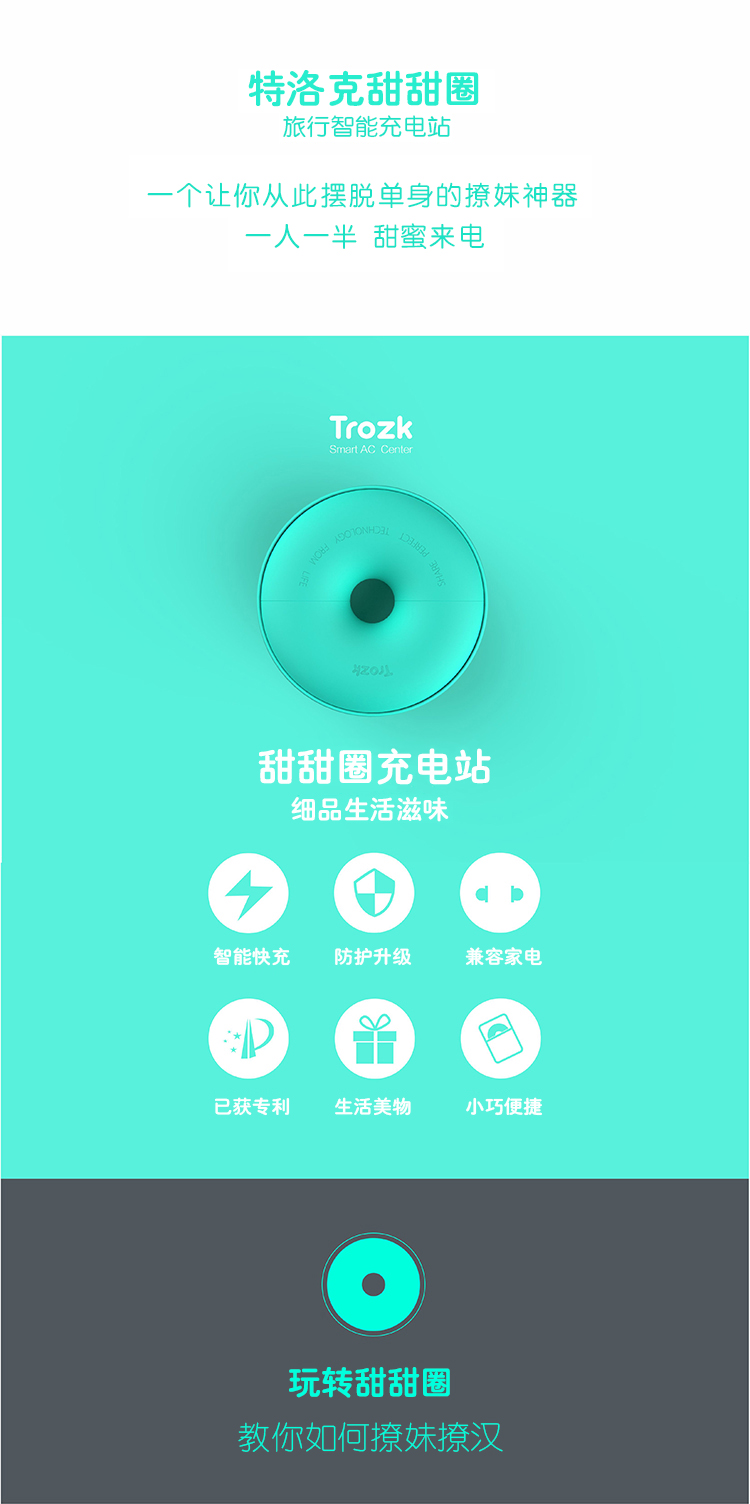 特洛克甜甜圈
旅行智能充电站
一个让你从此摆脱单身的撩妹神器
一人一半 甜蜜来电
Trozk
Smart AC Center
SHARE PERFECT TECHNOLOGY FROM LIFE
Trozk
甜甜圈充电站
细品生活滋味
智能快充 防护升级 兼容家电
已获专利 生活美物 小巧便捷
玩转甜甜圈
教你如何撩妹撩汉